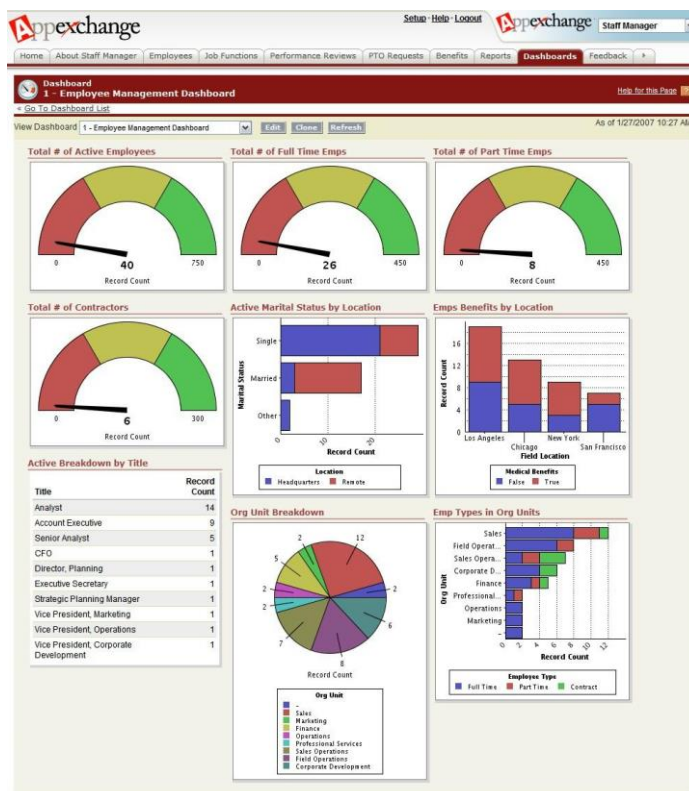 Appexchange
Setup · Help · Logout
Appexchange Staff Manager
Home About Staff Manager Employees Job Functions Performance Reviews PTO Requests Benefits Reports Dashboards Feedback
Dashboard
1 - Employee Management Dashboard
Help for this Page
« Go To Dashboard List
View Dashboard 1 - Employee Management Dashboard Edit Clone Refresh
As of 1/27/2007 10:27 AM
Total # of Active Employees
0 40 750
Record Count
Total # of Full Time Emps
0 26 450
Record Count
Total # of Part Time Emps
0 8 450
Record Count
Total # of Contractors
0 6 300
Record Count
Active Marital Status by Location
Marital Status
Single
Married
Other
0 10 20
Record Count
Location
Headquarters Remote
Emps Benefits by Location
Record Count
16
12
8
4
0
Los Angeles Chicago New York San Francisco
Field Location
Medical Benefits
False True
Active Breakdown by Title
Title Record Count
Analyst 14
Account Executive 9
Senior Analyst 5
CFO 1
Director, Planning 1
Executive Secretary 1
Strategic Planning Manager 1
Vice President, Marketing 1
Vice President, Operations 1
Vice President, Corporate Development 1
Org Unit Breakdown
2 12
5 2
2
2 6
7 8
Record Count
Org Unit
-
Sales
Marketing
Finance
Operations
Professional Services
Sales Operations
Field Operations
Corporate Development
Emp Types in Org Units
Org Unit
Sales
Field Operat...
Sales Opera...
Corporate D...
Finance
Professional...
Operations
Marketing
-
0 2 4 6 8 10 12
Record Count
Employee Type
Full Time Part Time Contract